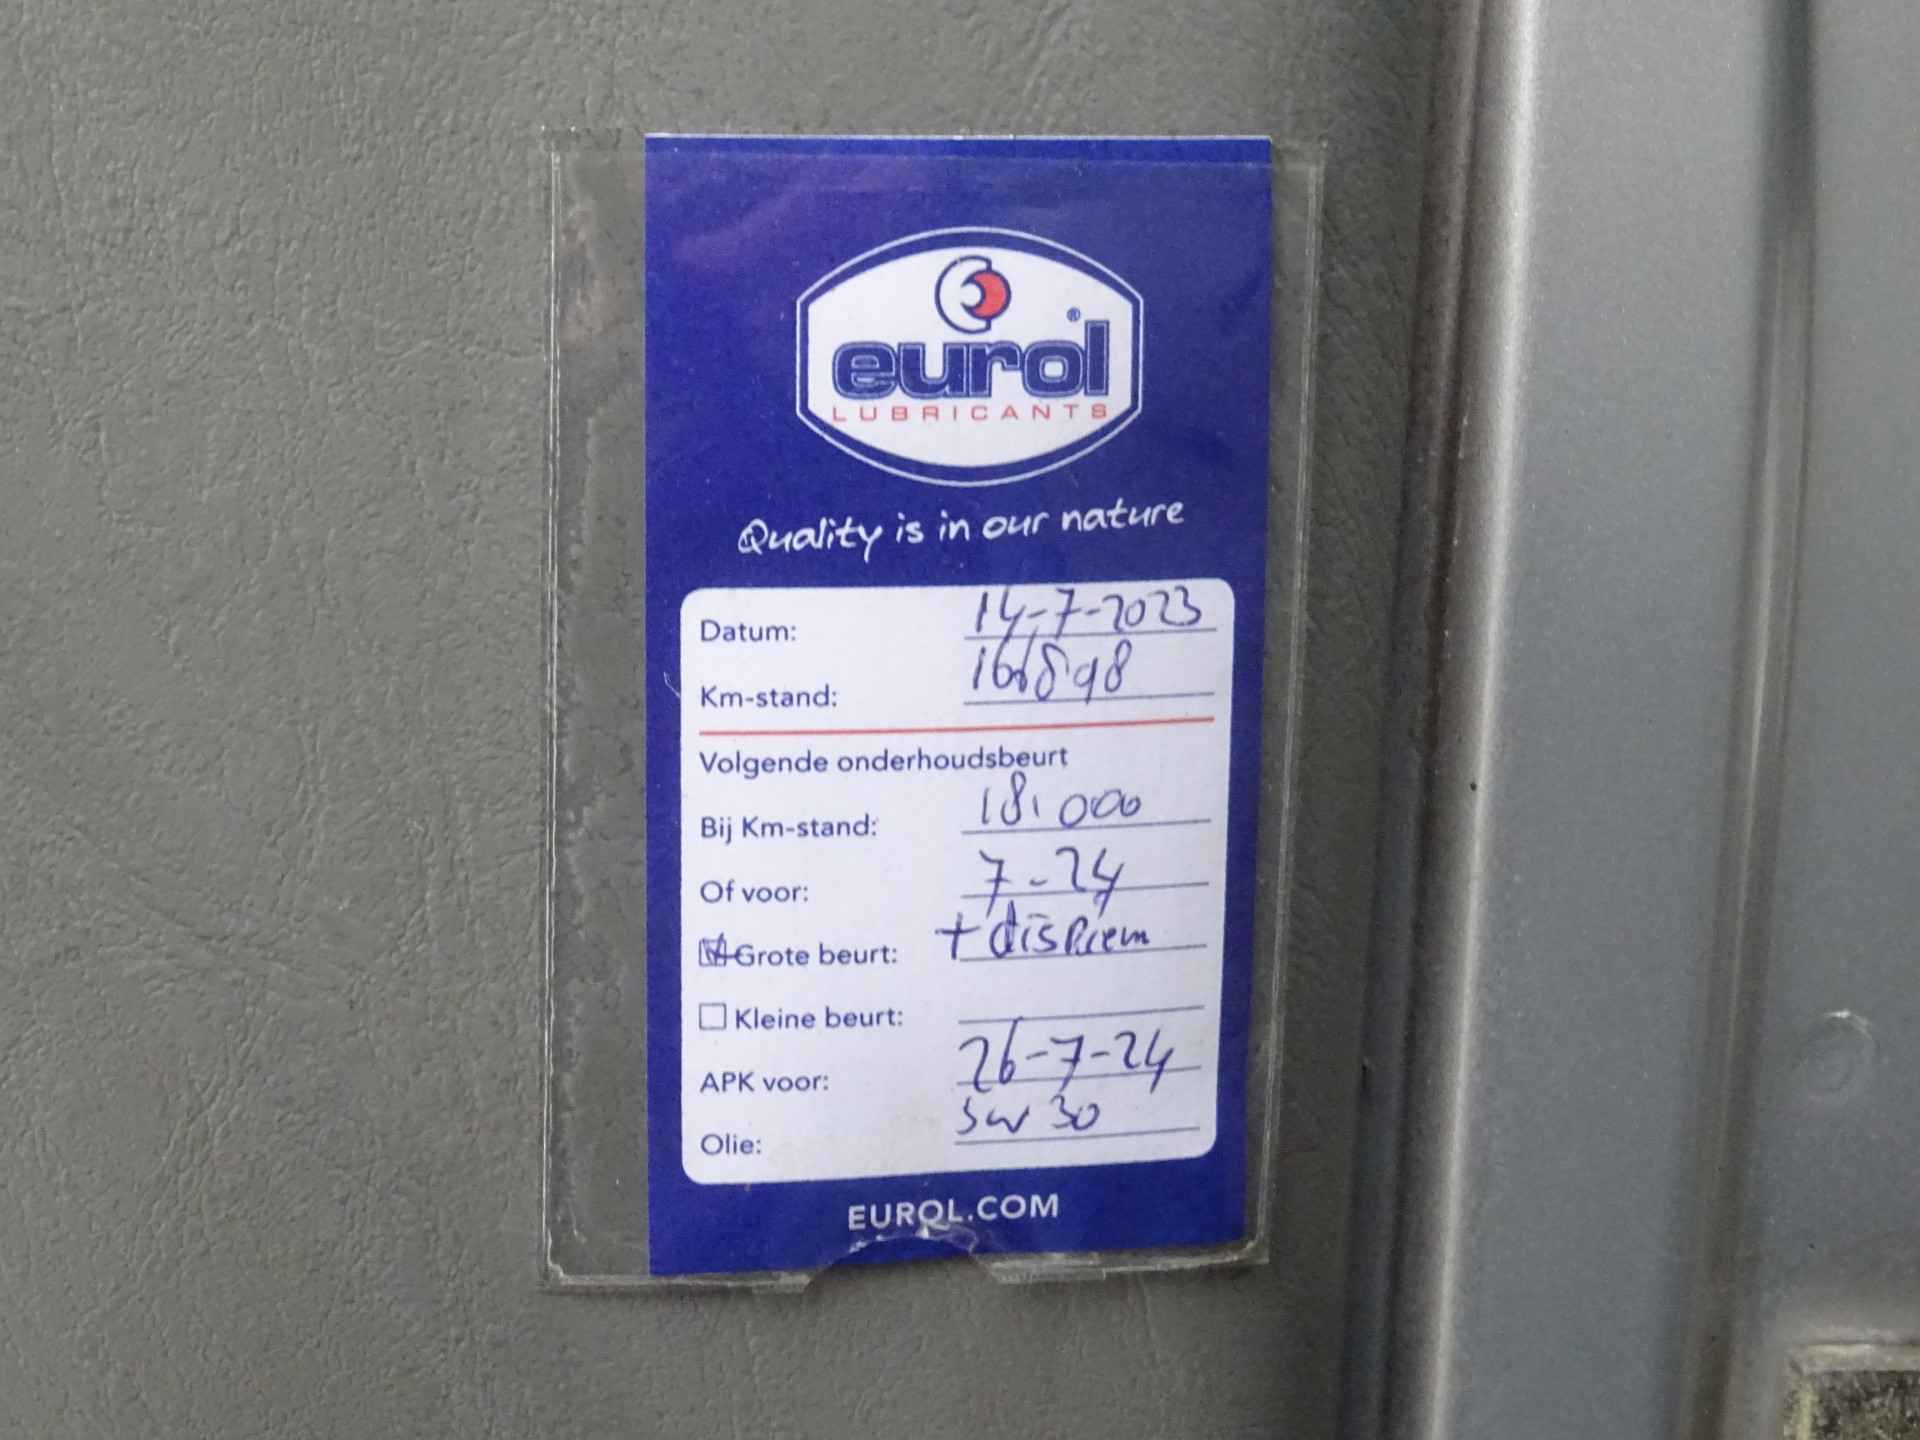 eurol®
LUBRICANTS
Quality is in our nature
Datum: 14-7-2023
Km-stand: 168898
Volgende onderhoudsbeurt
Bij Km-stand: 181000
Of voor: 7-24
Grote beurt: + disRiem
Kleine beurt:
APK voor: 26-7-24
Olie: 5w30
EUROL.COM